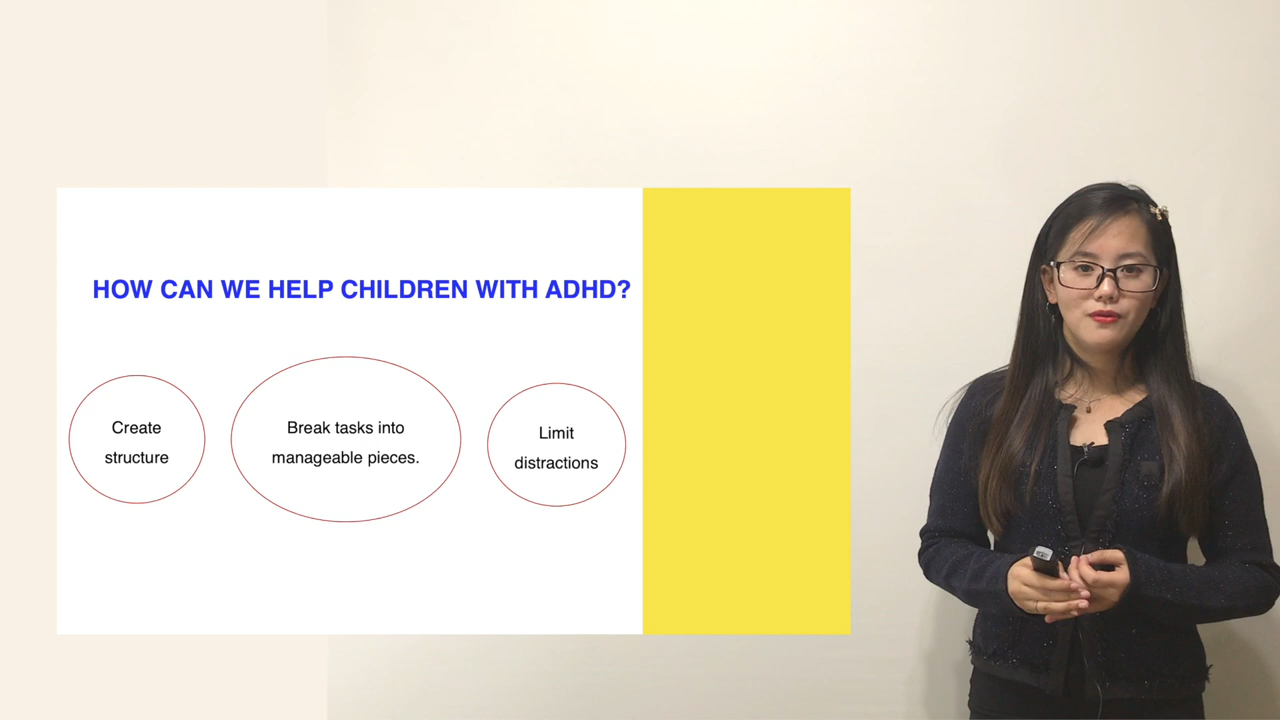 HOW CAN WE HELP CHILDREN WITH ADHD?
Create
structure
Break tasks into
manageable pieces.
Limit
distractions